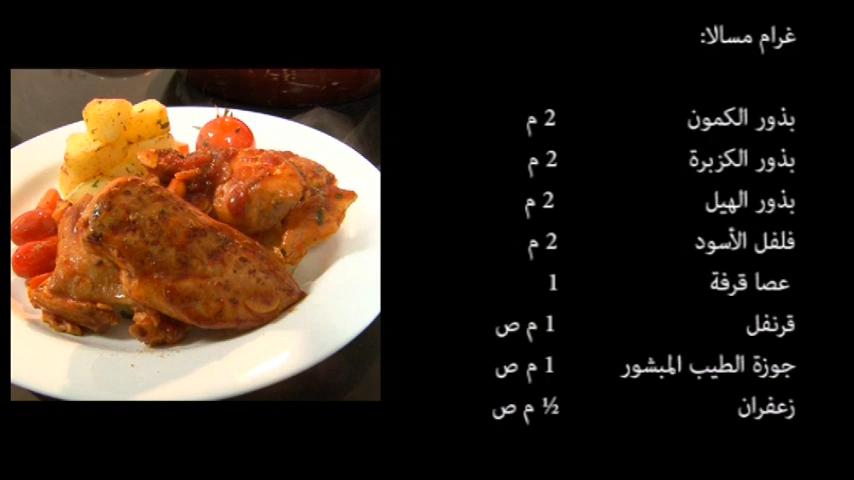 غرام مسالا:
بذور الكمون 2 م
بذور الكزبرة 2 م
بذور الهيل 2 م
فلفل الأسود 2 م
عصا قرفة 1
قرنفل 1 م ص
جوزة الطيب المبشور 1 م ص
زعفران ½ م ص